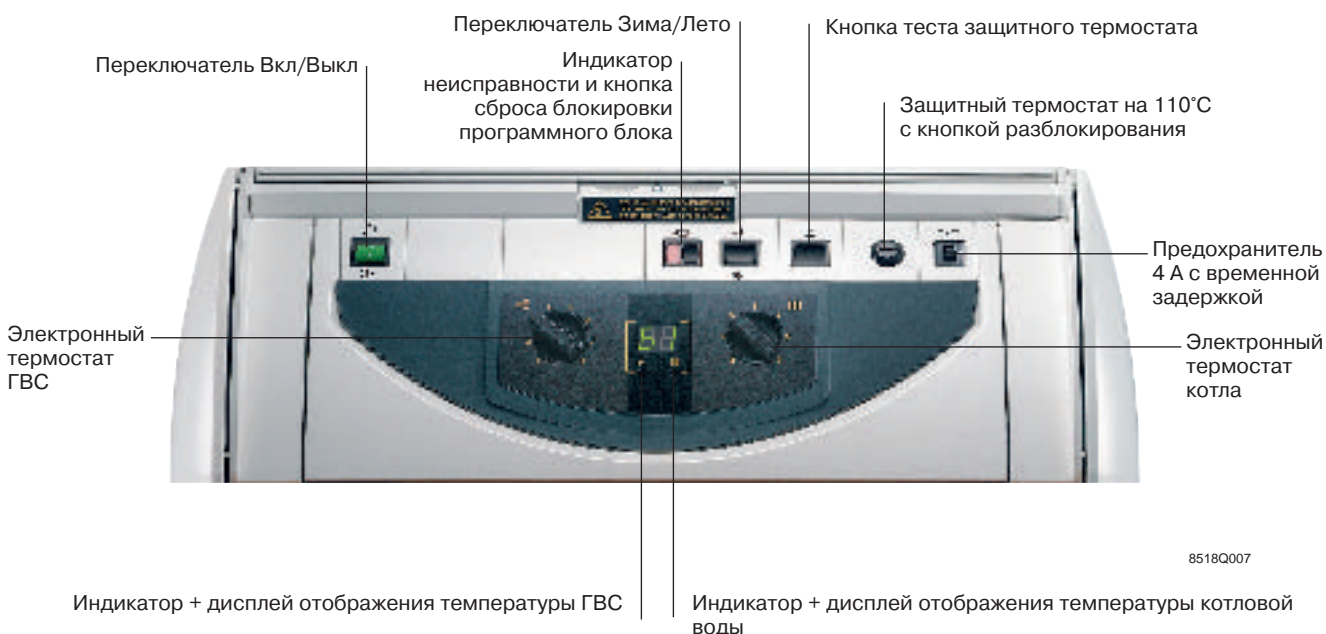 Переключатель Зима/Лето
Кнопка теста защитного термостата
Переключатель Вкл/Выкл
Индикатор
неисправности и кнопка
сброса блокировки
программного блока
Защитный термостат на 110°C
с кнопкой разблокирования
Предохранитель
4 А с временной
задержкой
Электронный
термостат
ГВС
Электронный
термостат
котла
8518Q007
Индикатор + дисплей отображения температуры ГВС
Индикатор + дисплей отображения температуры котловой
воды